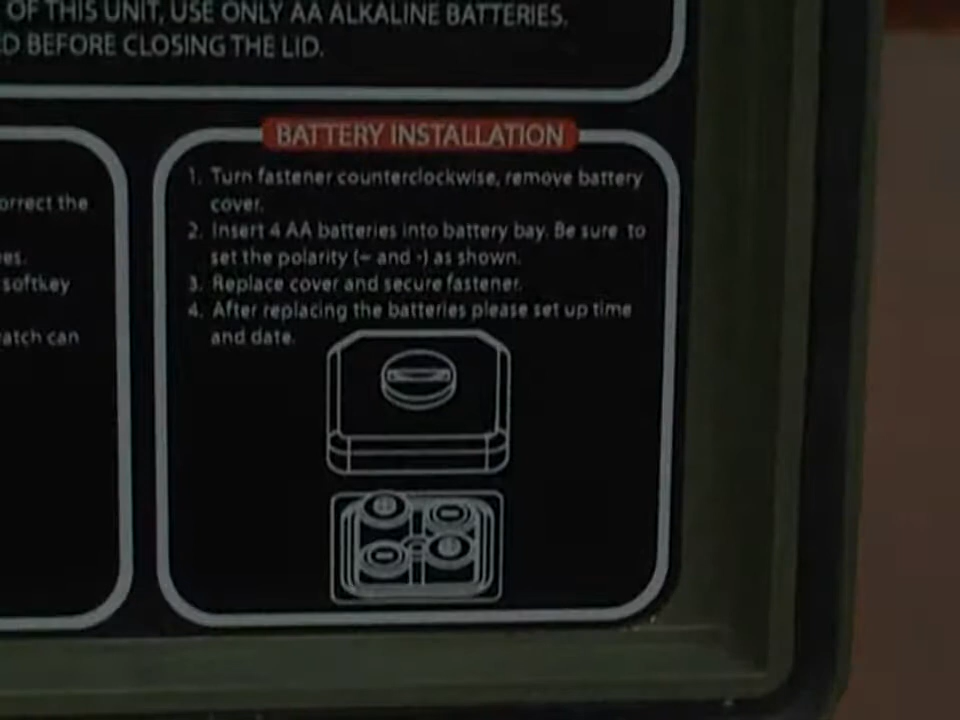 OF THIS UNIT, USE ONLY AA ALKALINE BATTERIES.
D BEFORE CLOSING THE LID.
orrect the
es.
softkey
atch can
BATTERY INSTALLATION
1. Turn fastener counterclockwise, remove battery
cover.
2. Insert 4 AA batteries into battery bay. Be sure to
set the polarity (+ and -) as shown.
3. Replace cover and secure fastener.
4. After replacing the batteries please set up time
and date.